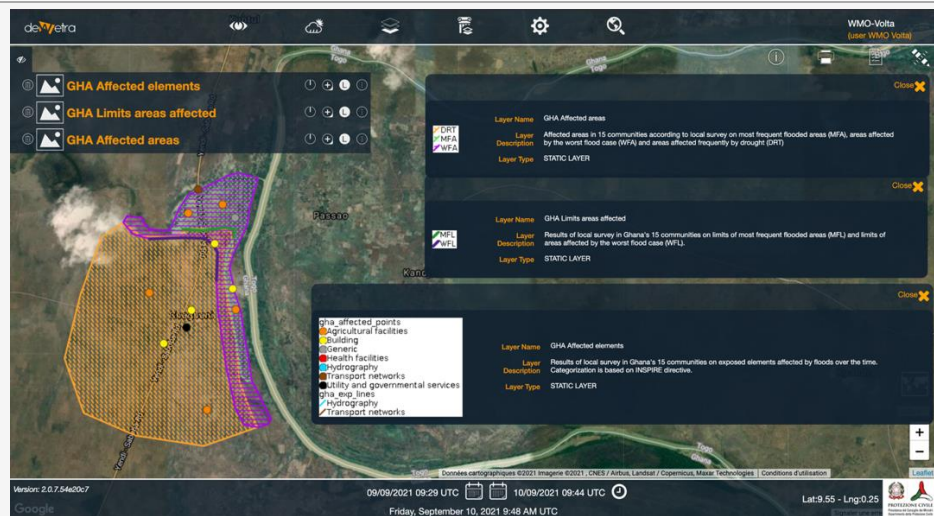 dewetra
WMO-Volta
(user WMO Volta)
GHA Affected elements
GHA Limits areas affected
GHA Affected areas
Close
DRT
MFA
WFA
Layer Name GHA Affected areas
Layer Description Affected areas in 15 communities according to local survey on most frequent flooded areas (MFA), areas affected
by the worst flood case (WFA) and areas affected frequently by drought (DRT)
Layer Type STATIC LAYER
Close
MFL
WFL
Layer Name GHA Limits areas affected
Layer Description Results of local survey in Ghana's 15 communities on limits of most frequent flooded areas (MFL) and limits of
areas affected by the worst flood case (WFL).
Layer Type STATIC LAYER
Close
gha_affected_points
Agricultural facilities
Building
Generic
Health facilities
Hydrography
Transport networks
Utility and governmental services
gha_exp_lines
Hydrography
Transport networks
Layer Name GHA Affected elements
Layer Description Results of local survey in Ghana's 15 communities on exposed elements affected by floods over the time.
Categorization is based on INSPIRE directive.
Layer Type STATIC LAYER
Ghana
Togo
Passao
Togo
+
−
Données cartographiques ©2021 Imagerie ©2021 , CNES / Airbus, Landsat / Copernicus, Maxar Technologies | Conditions d'utilisation
Leaflet
Version: 2.0.7.54e20c7
09/09/2021 09:29 UTC
10/09/2021 09:44 UTC
Friday, September 10, 2021 9:48 AM UTC
Lat:9.55 - Lng:0.25
PROTEZIONE CIVILE
Google